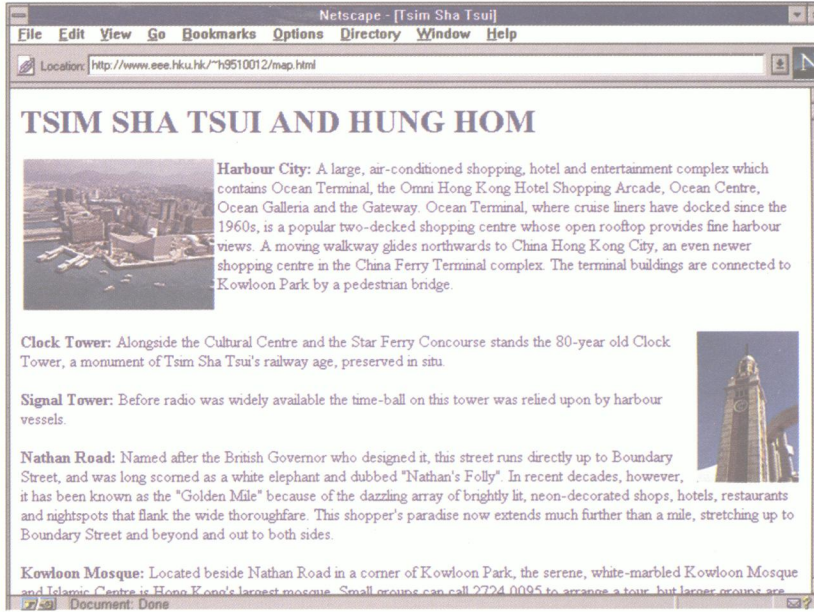 Netscape - [Tsim Sha Tsui]
File Edit View Go Bookmarks Options Directory Window Help
Location: http://www.eee.hku.hk/~h9510012/map.html
N
TSIM SHA TSUI AND HUNG HOM
Harbour City: A large, air-conditioned shopping, hotel and entertainment complex which
contains Ocean Terminal, the Omni Hong Kong Hotel Shopping Arcade, Ocean Centre,
Ocean Galleria and the Gateway. Ocean Terminal, where cruise liners have docked since the
1960s, is a popular two-decked shopping centre whose open rooftop provides fine harbour
views. A moving walkway glides northwards to China Hong Kong City, an even newer
shopping centre in the China Ferry Terminal complex. The terminal buildings are connected to
Kowloon Park by a pedestrian bridge.
Clock Tower: Alongside the Cultural Centre and the Star Ferry Concourse stands the 80-year old Clock
Tower, a monument of Tsim Sha Tsui's railway age, preserved in situ.
Signal Tower: Before radio was widely available the time-ball on this tower was relied upon by harbour
vessels.
Nathan Road: Named after the British Governor who designed it, this street runs directly up to Boundary
Street, and was long scorned as a white elephant and dubbed "Nathan's Folly". In recent decades, however,
it has been known as the "Golden Mile" because of the dazzling array of brightly lit, neon-decorated shops, hotels, restaurants
and nightspots that flank the wide thoroughfare. This shopper's paradise now extends much further than a mile, stretching up to
Boundary Street and beyond and out to both sides.
Kowloon Mosque: Located beside Nathan Road in a corner of Kowloon Park, the serene, white-marbled Kowloon Mosque
and Islamic Centre is Hong Kong's largest mosque. Small groups can call 2724 0095 to arrange a tour, but larger groups are
Document: Done